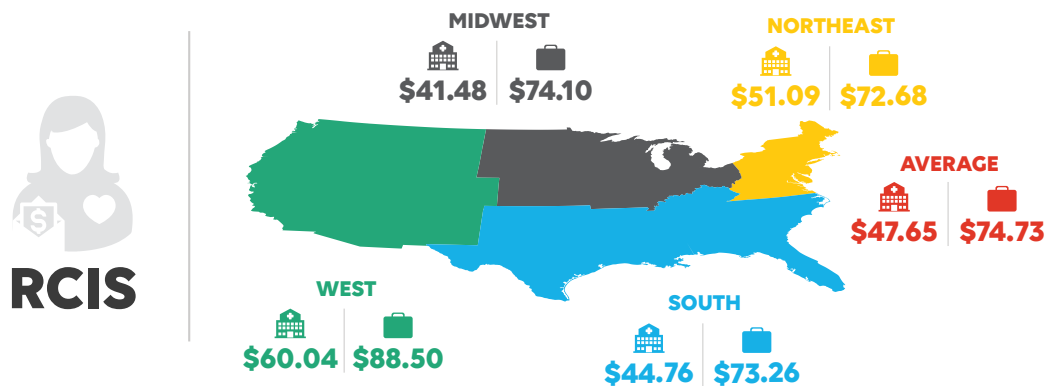 MIDWEST
$41.48 $74.10
NORTHEAST
$51.09 $72.68
AVERAGE
$47.65 $74.73
$
RCIS
WEST
$60.04 $88.50
SOUTH
$44.76 $73.26